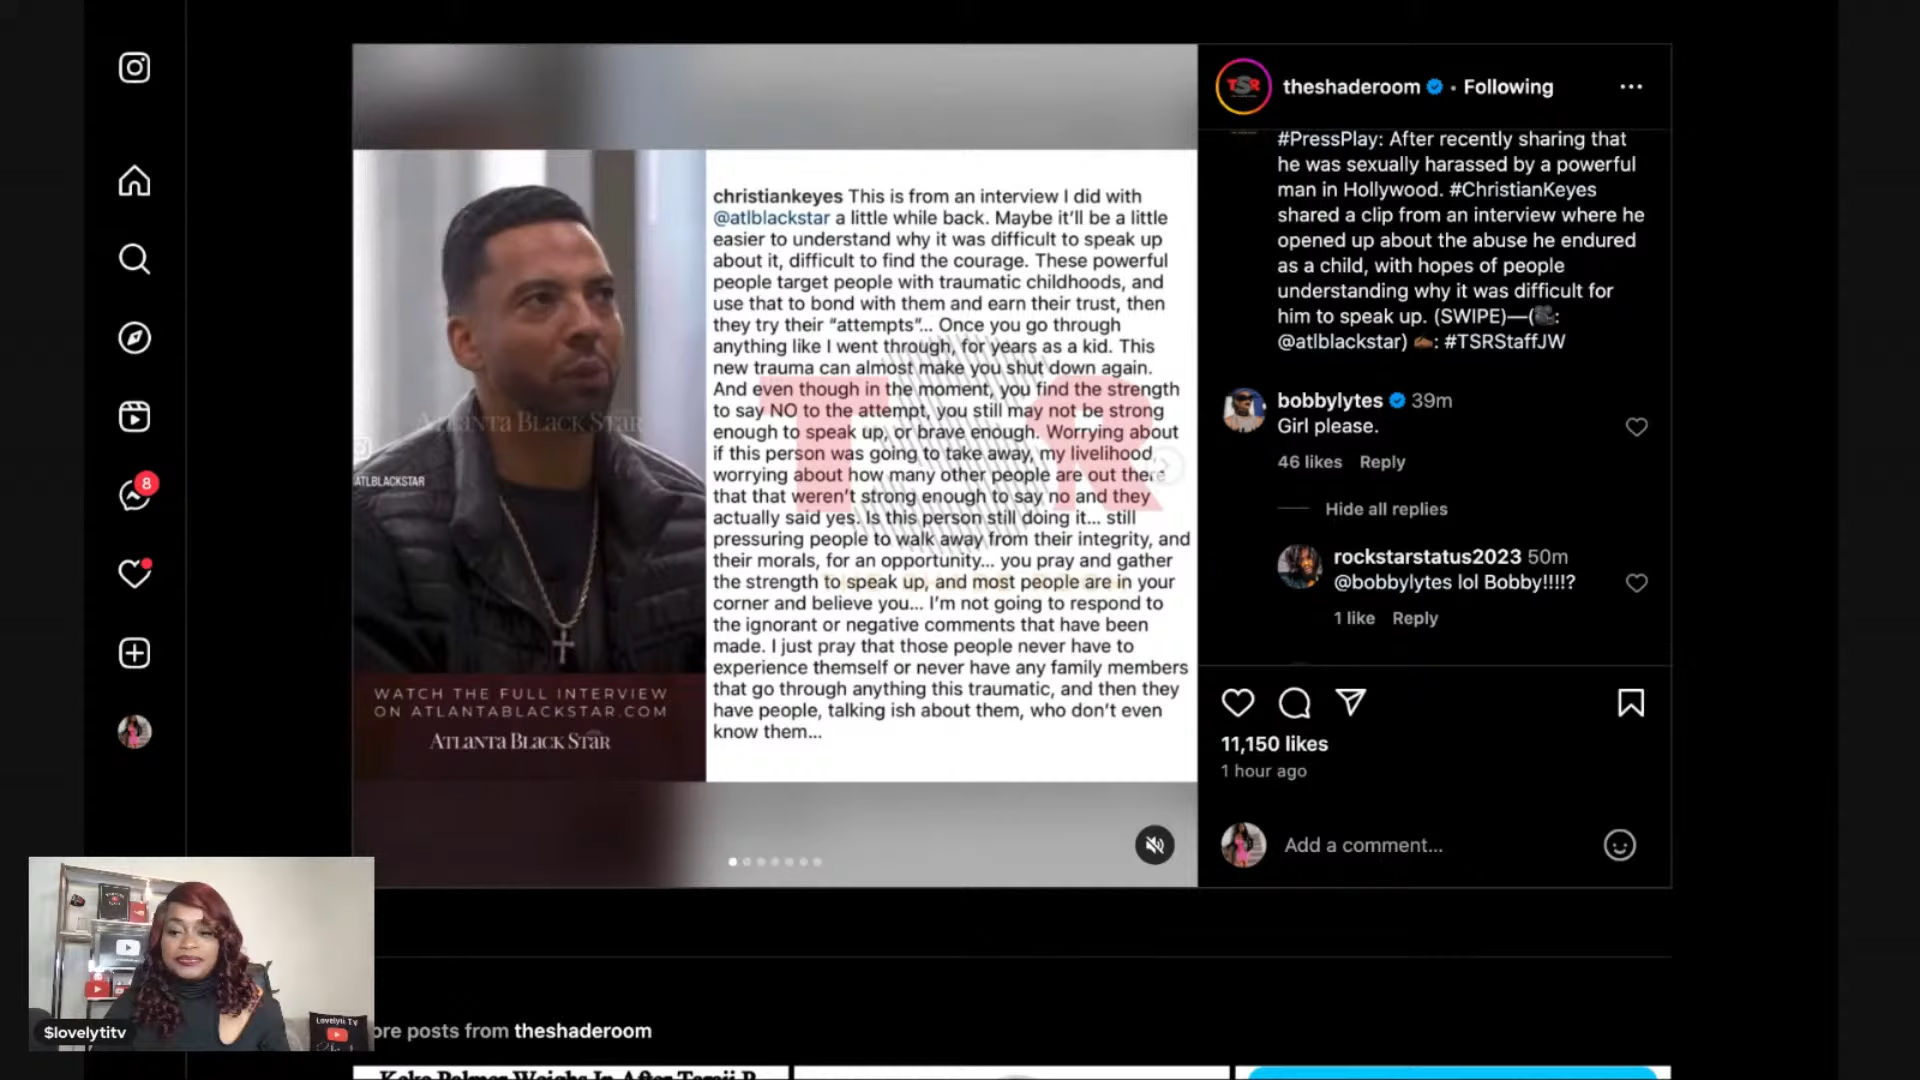 TSR
theshaderoom • Following
#PressPlay: After recently sharing that
he was sexually harassed by a powerful
man in Hollywood. #ChristianKeyes
shared a clip from an interview where he
opened up about the abuse he endured
as a child, with hopes of people
understanding why it was difficult for
him to speak up. (SWIPE)—(🎥:
@atlblackstar) ✍🏾: #TSRStaffJW
bobbylytes 39m
Girl please.
46 likes Reply
Hide all replies
rockstarstatus2023 50m
@bobbylytes lol Bobby!!!!?
1 like Reply
11,150 likes
1 hour ago
Add a comment...
8
christiankeyes This is from an interview I did with
@atlblackstar a little while back. Maybe it'll be a little
easier to understand why it was difficult to speak up
about it, difficult to find the courage. These powerful
people target people with traumatic childhoods, and
use that to bond with them and earn their trust, then
they try their “attempts”... Once you go through
anything like I went through, for years as a kid. This
new trauma can almost make you shut down again.
And even though in the moment, you find the strength
to say NO to the attempt, you still may not be strong
enough to speak up, or brave enough. Worrying about
if this person was going to take away, my livelihood,
worrying about how many other people are out there
that that weren't strong enough to say no and they
actually said yes. Is this person still doing it... still
pressuring people to walk away from their integrity, and
their morals, for an opportunity... you pray and gather
the strength to speak up, and most people are in your
corner and believe you... I'm not going to respond to
the ignorant or negative comments that have been
made. I just pray that those people never have to
experience themself or never have any family members
that go through anything this traumatic, and then they
have people, talking ish about them, who don't even
know them...
TSR
ATLANTA BLACK STAR
ATLBLACKSTAR
WATCH THE FULL INTERVIEW
ON ATLANTABLACKSTAR.COM
ATLANTA BLACK STAR
$lovelytitv
Lovelyti Tv
ore posts from theshaderoom
Keke Palmer Weighs In After Taraji P.